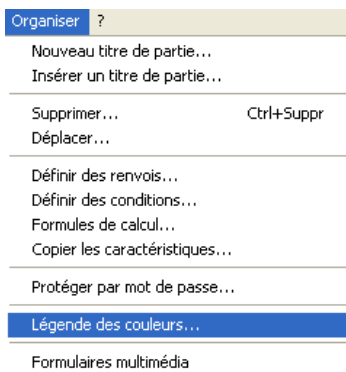 Organiser ?
Nouveau titre de partie...
Insérer un titre de partie...
Supprimer... Ctrl+Suppr
Déplacer...
Définir des renvois...
Définir des conditions...
Formules de calcul...
Copier les caractéristiques...
Protéger par mot de passe...
Légende des couleurs...
Formulaires multimédia